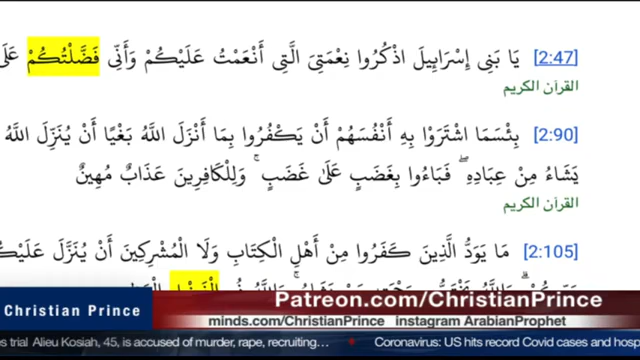 [2:47] يَا بَنِي إِسْرَائِيلَ اذْكُرُوا نِعْمَتِيَ الَّتِي أَنْعَمْتُ عَلَيْكُمْ وَأَنِّي فَضَّلْتُكُمْ عَلَى
القرآن الكريم
[2:90] بِئْسَمَا اشْتَرَوْا بِهِ أَنْفُسَهُمْ أَنْ يَكْفُرُوا بِمَا أَنْزَلَ اللَّهُ بَغْيًا أَنْ يُنَزِّلَ اللَّهُ
يَشَاءُ مِنْ عِبَادِهِ ۖ فَبَاءُوا بِغَضَبٍ عَلَىٰ غَضَبٍ ۚ وَلِلْكَافِرِينَ عَذَابٌ مُهِينٌ
القرآن الكريم
[2:105] مَا يَوَدُّ الَّذِينَ كَفَرُوا مِنْ أَهْلِ الْكِتَابِ وَلَا الْمُشْرِكِينَ أَنْ يُنَزَّلَ
Christian Prince
Patreon.com/ChristianPrince
minds.com/ChristianPrince instagram ArabianProphet
es trial Alieu Kosiah, 45, is accused of murder, rape, recruiting… Coronavirus: US hits record Covid cases and hosp